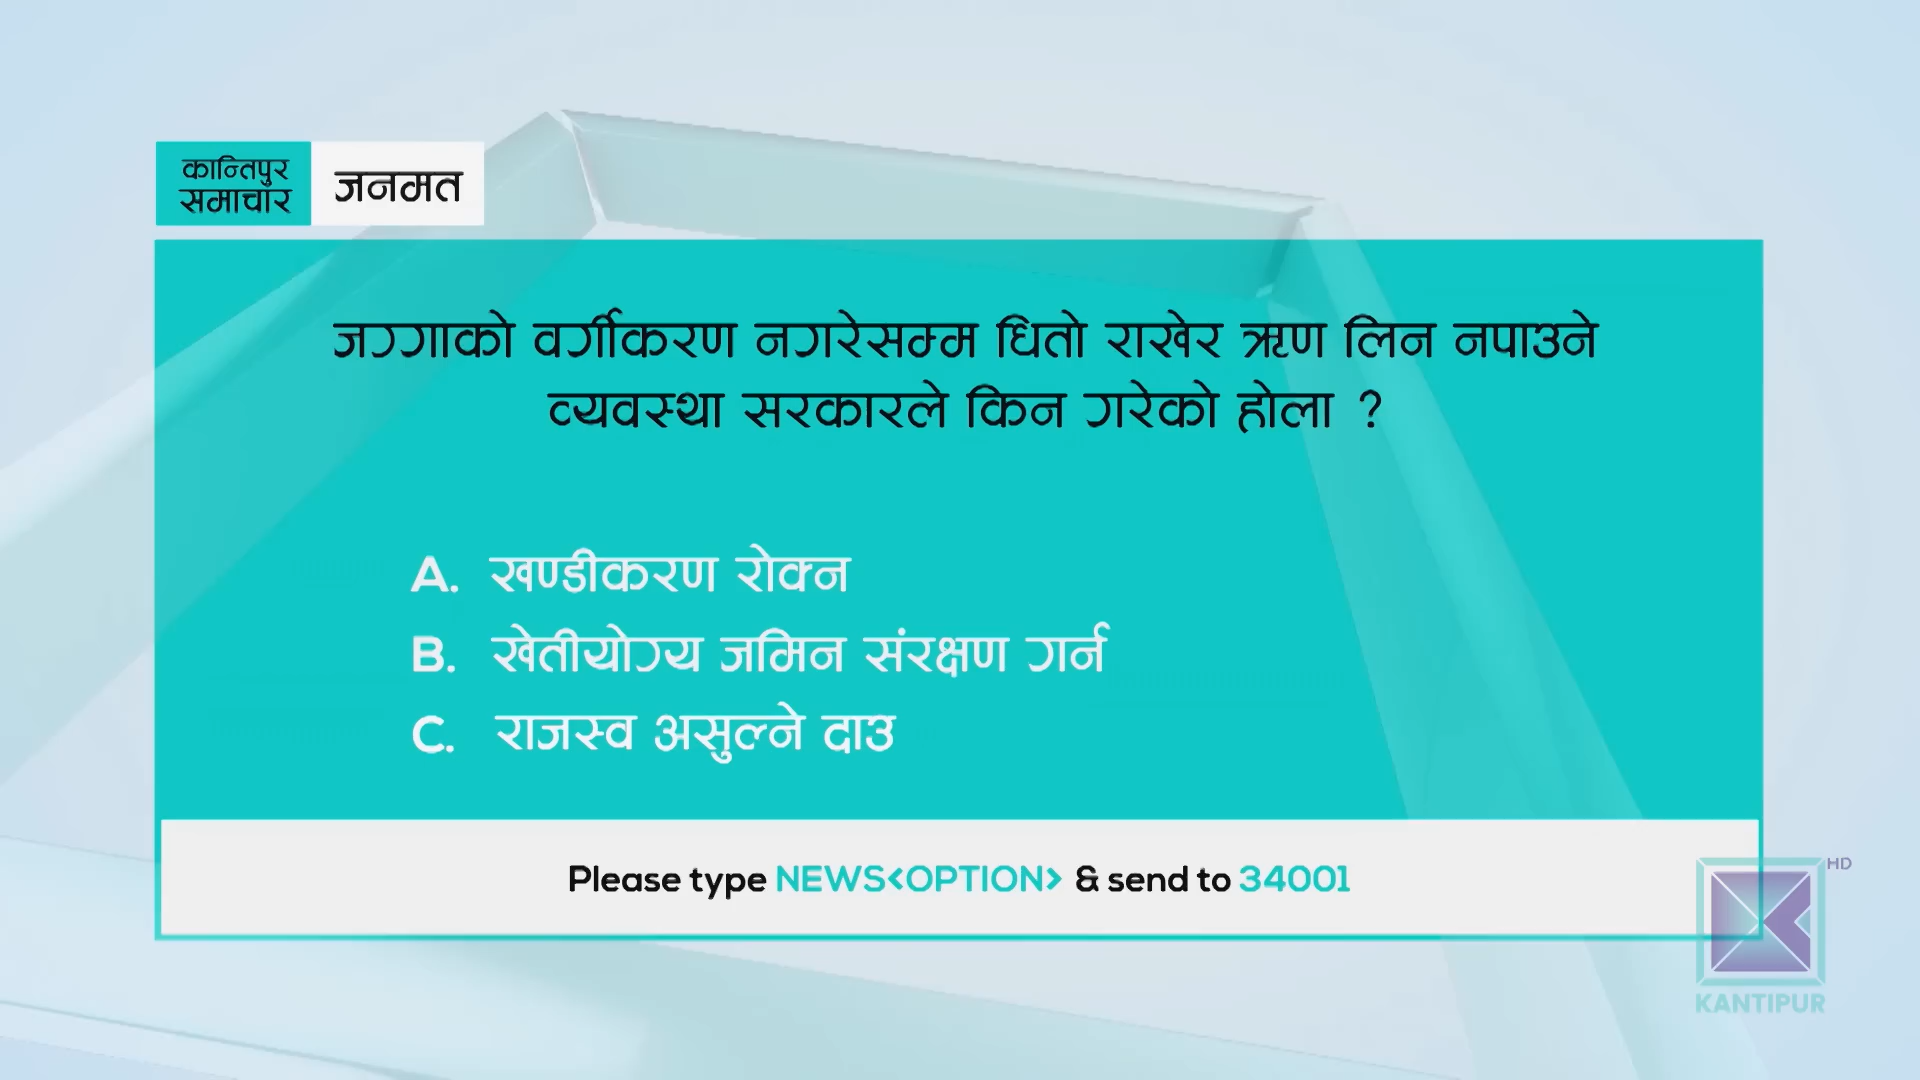 कान्तिपुर
समाचार
जनमत
जग्गाको वर्गीकरण नगरेसम्म धितो राखेर ऋण लिन नपाउने
व्यवस्था सरकारले किन गरेको होला ?
A. खण्डीकरण रोक्न
B. खेतीयोग्य जमिन संरक्षण गर्न
C. राजस्व असुल्ने दाउ
Please type NEWS<OPTION> & send to 34001
HD
KANTIPUR